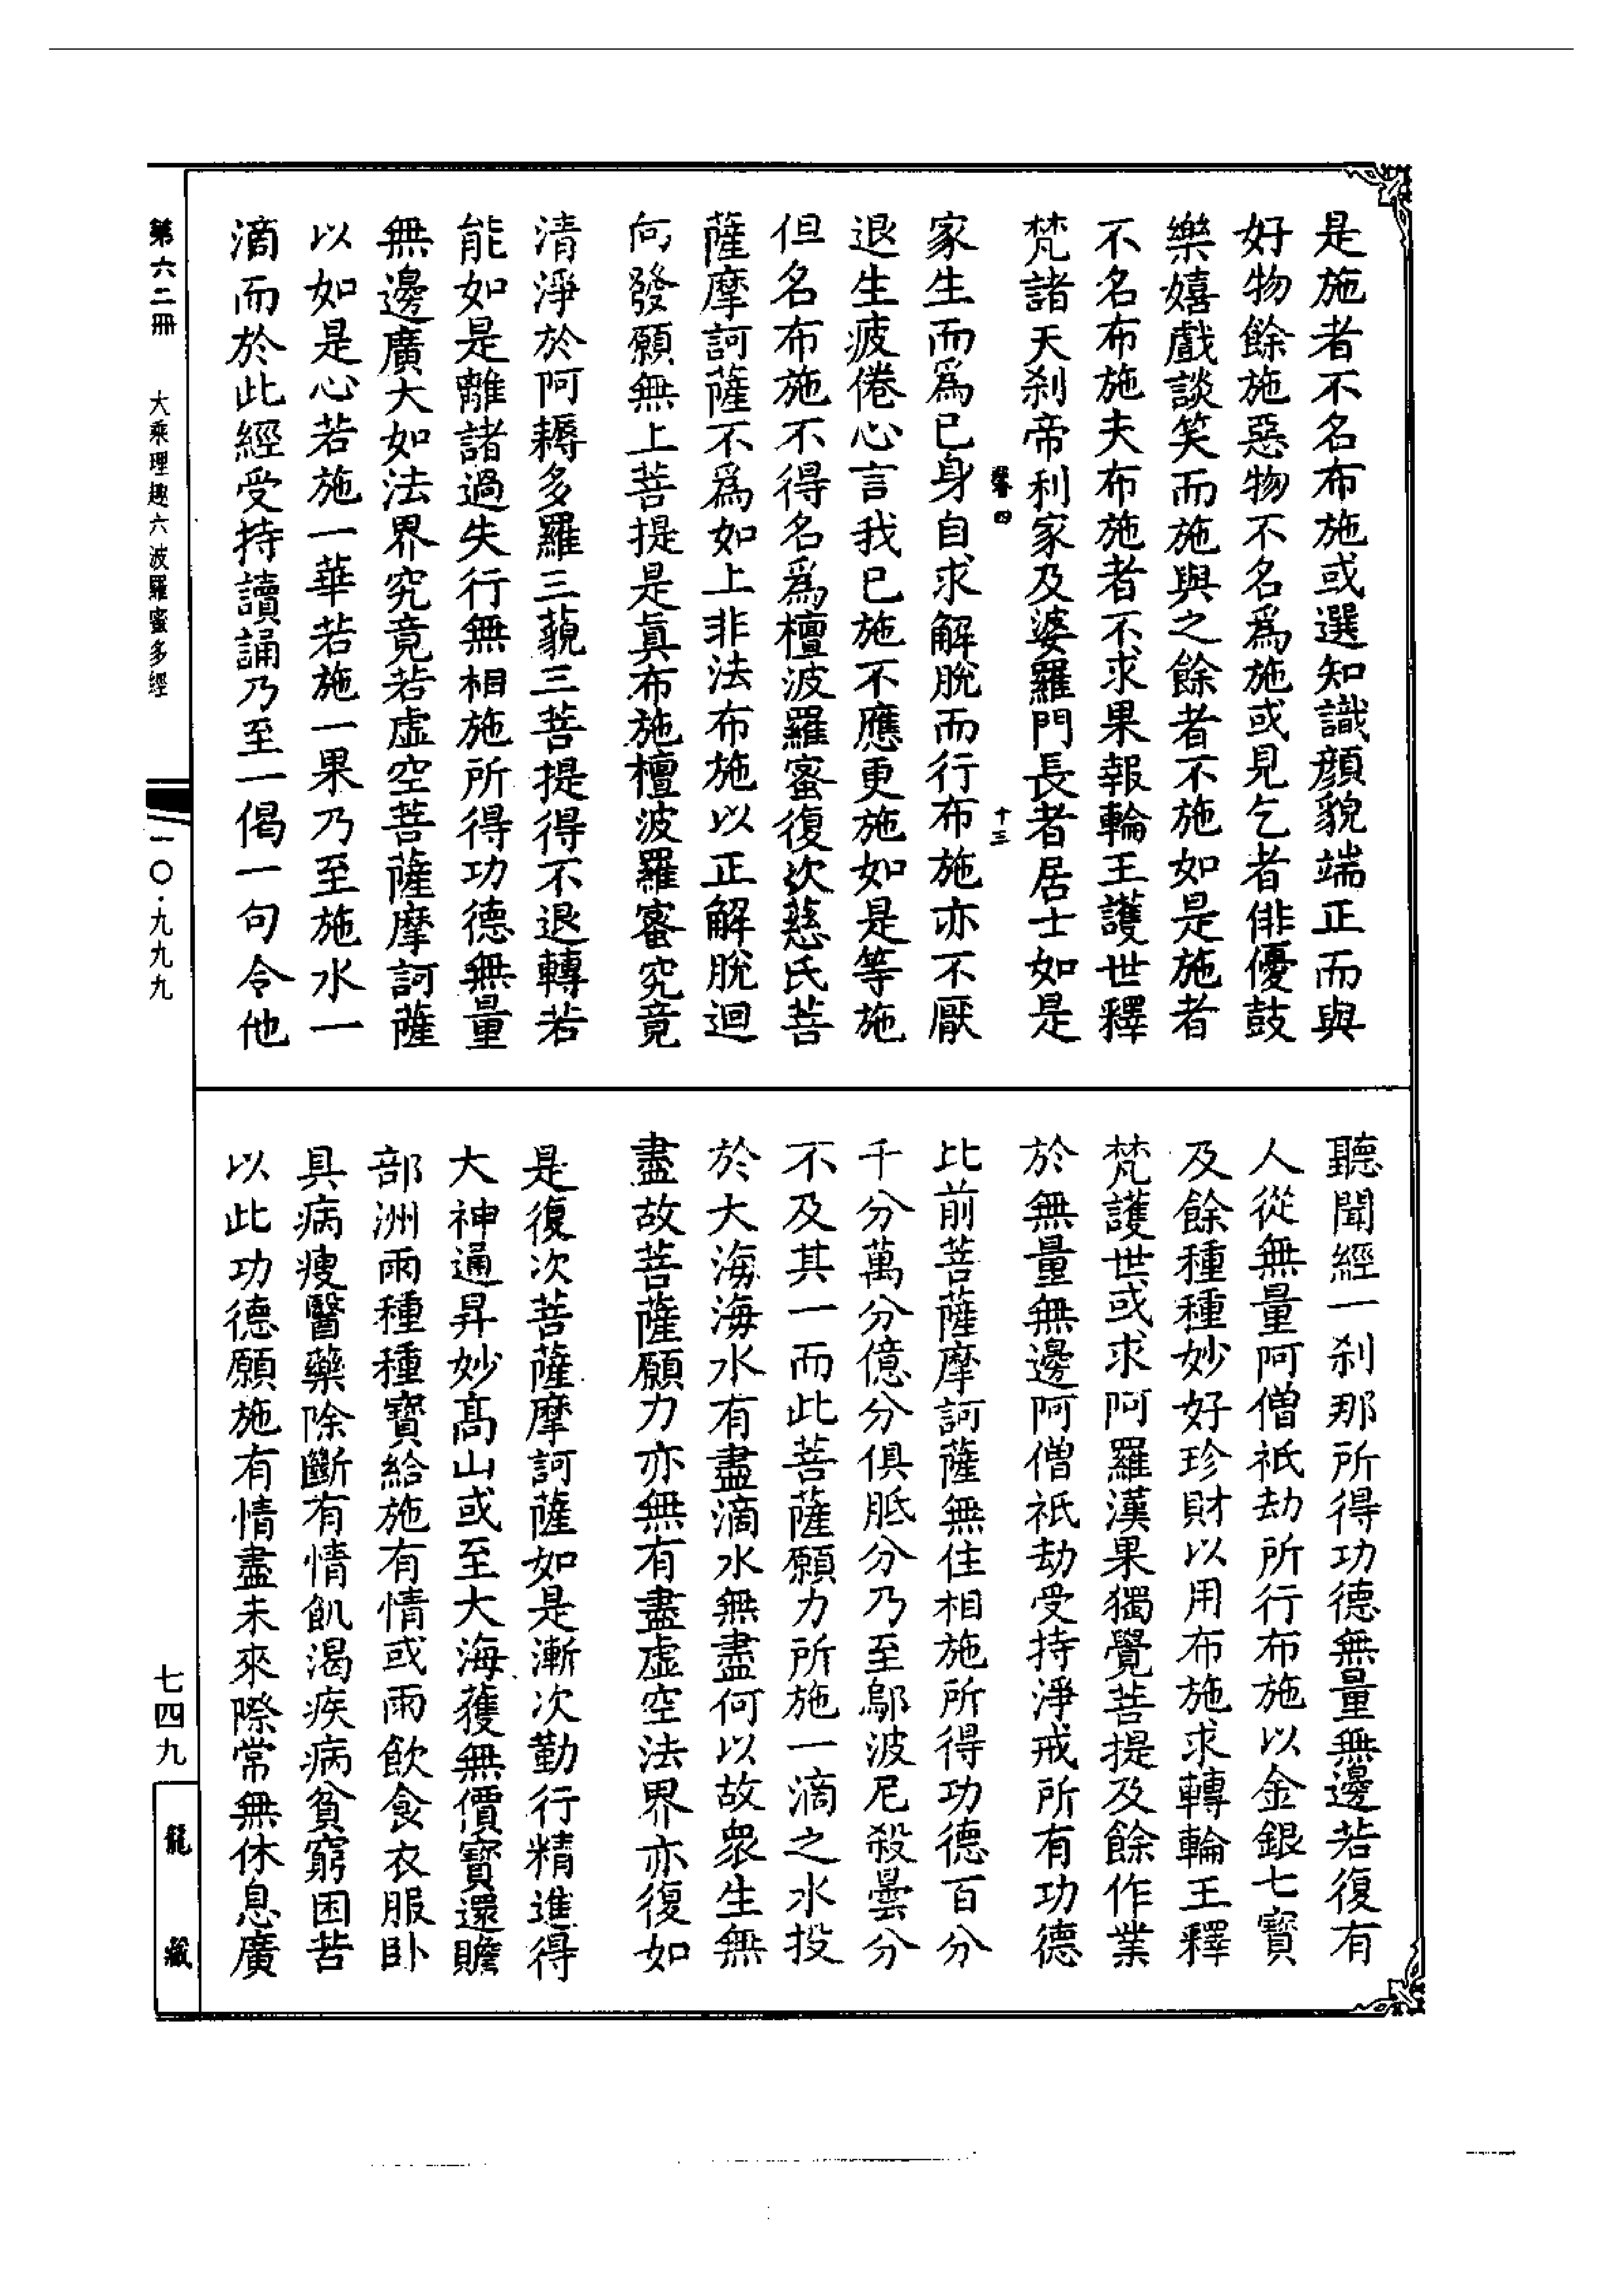 是施者不名布施或選知識顏貌端正而與
好物餘施惡物不名爲施或見乞者俳優鼓
樂嬉戲談笑而施與之餘者不施如是施者
不名布施夫布施者不求果報輪王護世釋
梵諸天刹帝利家及婆羅門長者居士如是
四 十三
家生而爲已身自求解脫而行布施亦不厭
退生疲倦心言我已施不應更施如是等施
但名布施不得名爲檀波羅蜜復次慈氏菩
薩摩訶薩不爲如上非法布施以正解脫迴
向發願無上菩提是眞布施檀波羅蜜究竟
清淨於阿耨多羅三藐三菩提得不退轉若
能如是離諸過失行無相施所得功德無量
無邊廣大如法界究竟若虛空菩薩摩訶薩
以如是心若施一華若施一果乃至施水一
滴而於此經受持讀誦乃至一偈一句令他
聽聞經一刹那所得功德無量無邊若復有
人從無量阿僧祇劫所行布施以金銀七寶
及餘種種妙好珍財以用布施求轉輪王釋
梵護世或求阿羅漢果獨覺菩提及餘作業
於無量無邊阿僧祇劫受持淨戒所有功德
比前菩薩摩訶薩無住相施所得功德百分
千分萬分億分俱胝分乃至鄔波尼殺曇分
不及其一而此菩薩願力所施一滴之水投
於大海海水有盡滴水無盡何以故衆生無
盡故菩薩願力亦無有盡虛空法界亦復如
是復次菩薩摩訶薩如是漸次勤行精進得
大神通昇妙高山或至大海獲無價寶還贍
部洲雨種種寶給施有情或雨飲食衣服卧
具病瘦醫藥除斷有情飢渴疾病貧窮困苦
以此功德願施有情盡未來際常無休息廣
第六二冊 大乘理趣六波羅蜜多經
一〇·九九九
七四九
龍藏